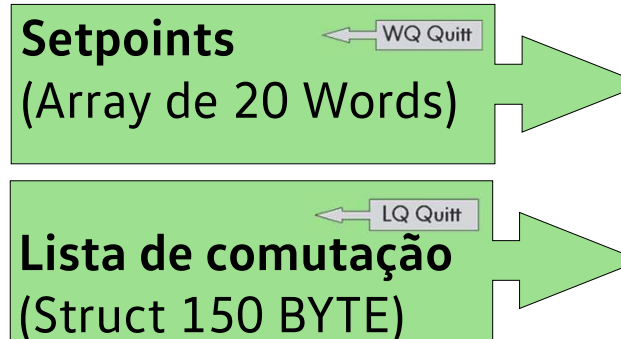 Setpoints
WQ Quitt
(Array de 20 Words)
LQ Quitt
Lista de comutação
(Struct 150 BYTE)